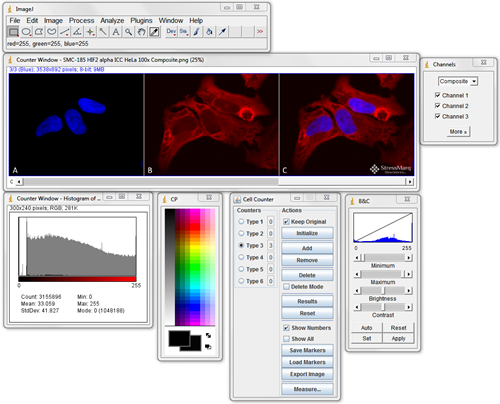 ImageJ
File Edit Image Process Analyze Plugins Window Help
Dev Stk >>
red=255, green=255, blue=255
Counter Window - SMC-185 HIF2 alpha ICC HeLa 100x Composite.png (25%)
3/3 (Blue); 3538x892 pixels; 8-bit; 9MB
A B C
StressMarq
c
Channels
Composite
Channel 1
Channel 2
Channel 3
More »
Counter Window - Histogram of ...
300x240 pixels; RGB; 281K
0 255
Count: 3155896 Min: 0
Mean: 33.059 Max: 255
StdDev: 41.827 Mode: 0 (1048188)
CP
Cell Counter
Counters
Type 1 0
Type 2 0
Type 3 3
Type 4 0
Type 5 0
Type 6 0
Actions
Keep Original
Initialize
Add
Remove
Delete
Delete Mode
Results
Reset
Show Numbers
Show All
Save Markers
Load Markers
Export Image
Measure...
B&C
0 255
Minimum
Maximum
Brightness
Contrast
Auto Reset
Set Apply